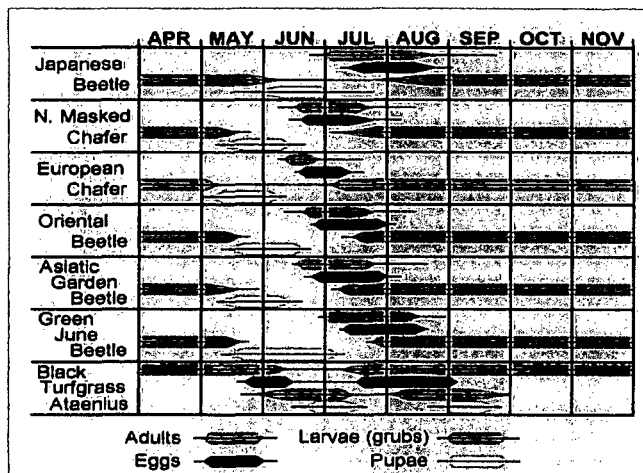 APR MAY JUN JUL AUG SEP OCT NOV
Japanese
Beetle
N. Masked
Chafer
European
Chafer
Oriental
Beetle
Asiatic
Garden
Beetle
Green
June
Beetle
Black
Turfgrass
Ataenius
Adults Larvae (grubs)
Eggs Pupae